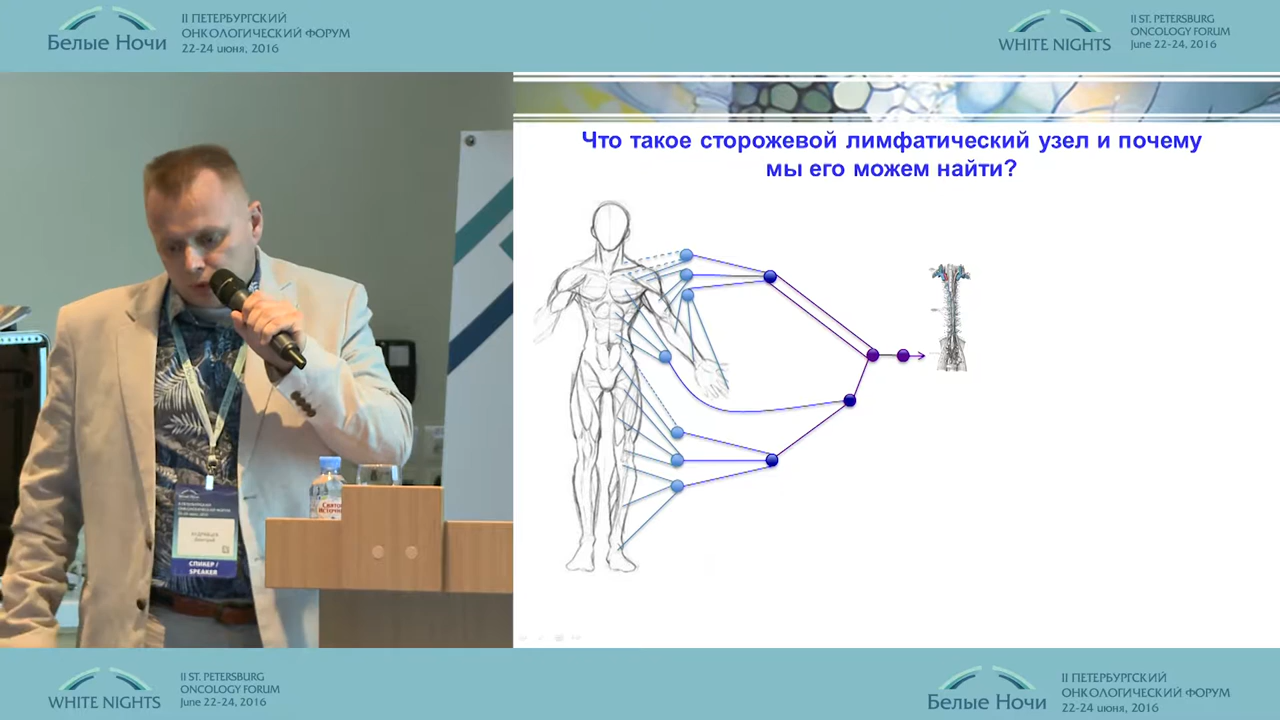 Белые Ночи
II ПЕТЕРБУРГСКИЙ
ОНКОЛОГИЧЕСКИЙ ФОРУМ
22-24 июня, 2016
WHITE NIGHTS
II ST. PETERSBURG
ONCOLOGY FORUM
June 22-24, 2016
Что такое сторожевой лимфатический узел и почему
мы его можем найти?
СПИКЕР /
SPEAKER
WHITE NIGHTS
II ST. PETERSBURG
ONCOLOGY FORUM
June 22-24, 2016
Белые Ночи
II ПЕТЕРБУРГСКИЙ
ОНКОЛОГИЧЕСКИЙ ФОРУМ
22-24 июня, 2016